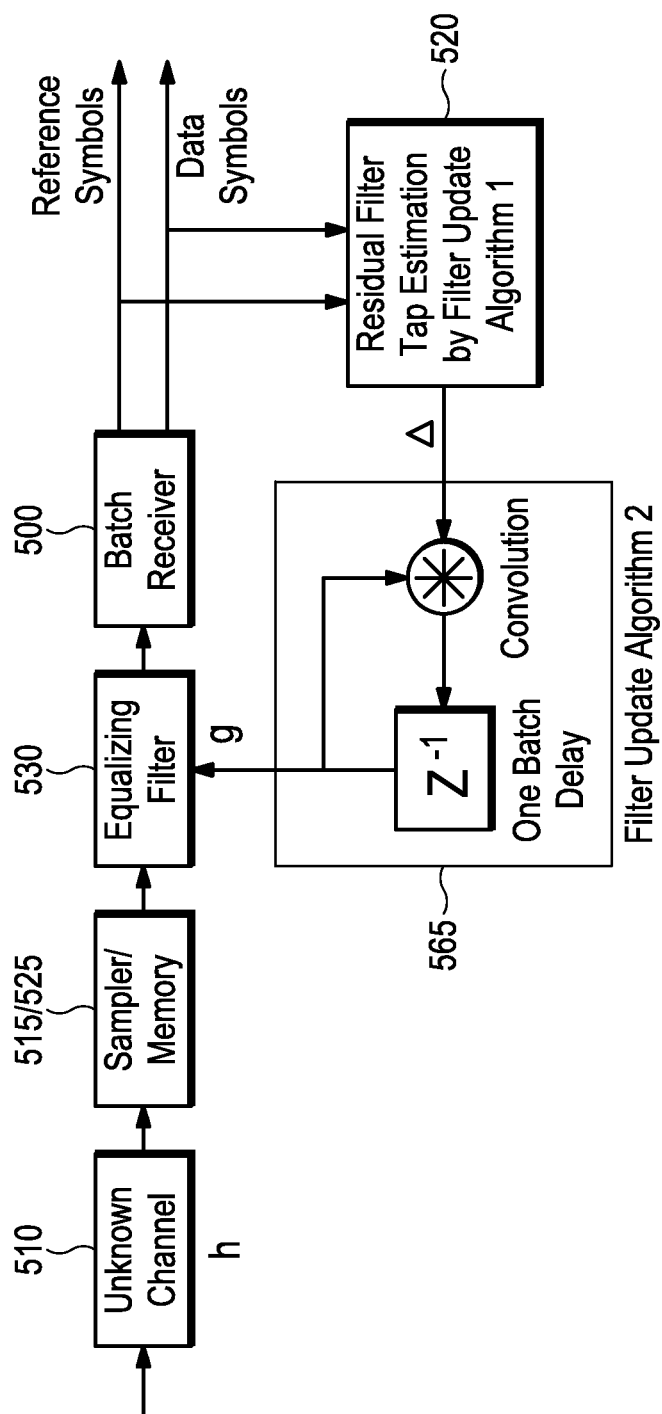 510
Unknown
Channel
h
515/525
Sampler/
Memory
530
Equalizing
Filter
g
500
Batch
Receiver
Reference
Symbols
Data
Symbols
520
Residual Filter
Tap Estimation
by Filter Update
Algorithm 1
Δ
Convolution
Z-1
One Batch
Delay
565
Filter Update Algorithm 2